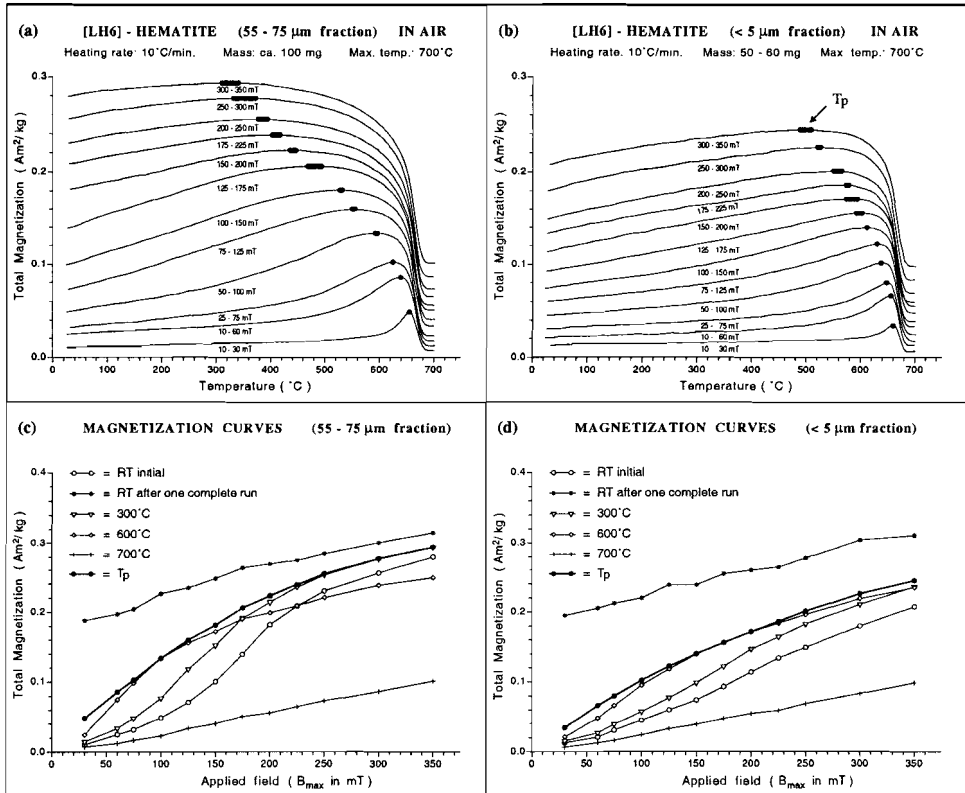 (a) [LH6] - HEMATITE (55 - 75 μm fraction) IN AIR
Heating rate: 10˚C/min. Mass: ca. 100 mg Max. temp.: 700˚C
Total Magnetization ( Am²/ kg)
0.3
0.2
0.1
0.0
300 - 350 mT
250 - 300 mT
200 - 250 mT
175 - 225 mT
150 - 200 mT
125 - 175 mT
100 - 150 mT
75 - 125 mT
50 - 100 mT
25 - 75 mT
10 - 60 mT
10 - 30 mT
0 100 200 300 400 500 600 700
Temperature ( ˚C)
(b) [LH6] - HEMATITE (< 5 μm fraction) IN AIR
Heating rate: 10˚C/min. Mass: 50 - 60 mg Max temp.: 700˚C
Total Magnetization ( Am²/ kg)
0.3
0.2
0.1
0.0
Tp
300 - 350 mT
250 - 300 mT
200 - 250 mT
175 - 225 mT
150 - 200 mT
125 175 mT
100 - 150 mT
75 - 125 mT
50 - 100 mT
25 - 75 mT
10 - 60 mT
10 30 mT
0 100 200 300 400 500 600 700
Temperature ( ˚C )
(c) MAGNETIZATION CURVES (55 - 75 μm fraction)
Total Magnetization ( Am²/ kg)
0.4
0.3
0.2
0.1
0.0
= RT initial
= RT after one complete run
= 300˚C
= 600˚C
= 700˚C
= Tp
0 50 100 150 200 250 300 350
Applied field ( Bmax in mT)
(d) MAGNETIZATION CURVES (< 5 μm fraction)
Total Magnetization ( Am²/ kg)
0.4
0.3
0.2
0.1
0.0
= RT initial
= RT after one complete run
= 300˚C
= 600˚C
= 700˚C
= Tp
0 50 100 150 200 250 300 350
Applied field ( Bmax in mT)